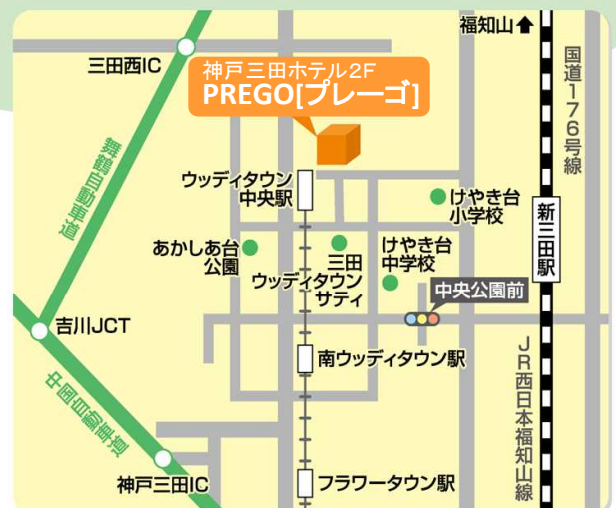 福知山
三田西IC
神戸三田ホテル2F
PREGO[プレーゴ]
国道176号線
舞鶴自動車道
ウッディタウン
中央駅
けやき台
小学校
新三田駅
あかしあ台
公園
三田
ウッディタウン
サティ
けやき台
中学校
中央公園前
吉川JCT
南ウッディタウン駅
JR西日本福知山線
中国自動車道
神戸三田IC
フラワータウン駅